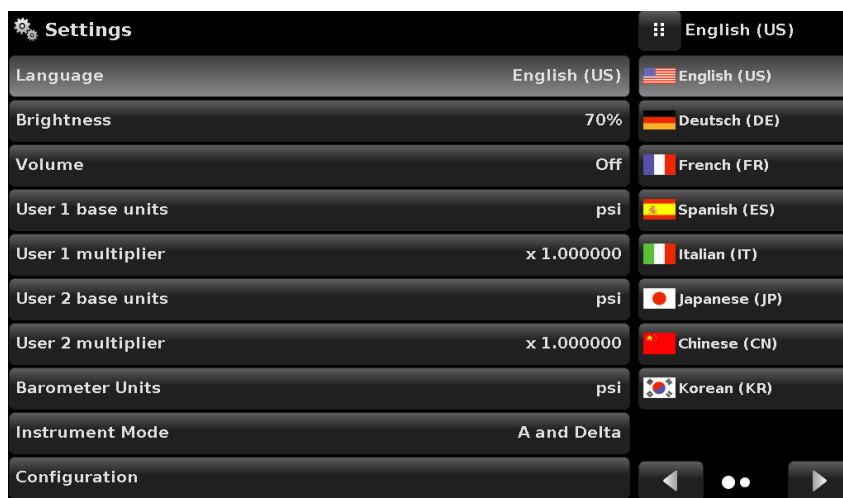 Settings
English (US)
Language English (US)
English (US)
Brightness 70%
Deutsch (DE)
Volume Off
French (FR)
User 1 base units psi
Spanish (ES)
User 1 multiplier x 1.000000
Italian (IT)
User 2 base units psi
Japanese (JP)
User 2 multiplier x 1.000000
Chinese (CN)
Barometer Units psi
Korean (KR)
Instrument Mode A and Delta
Configuration